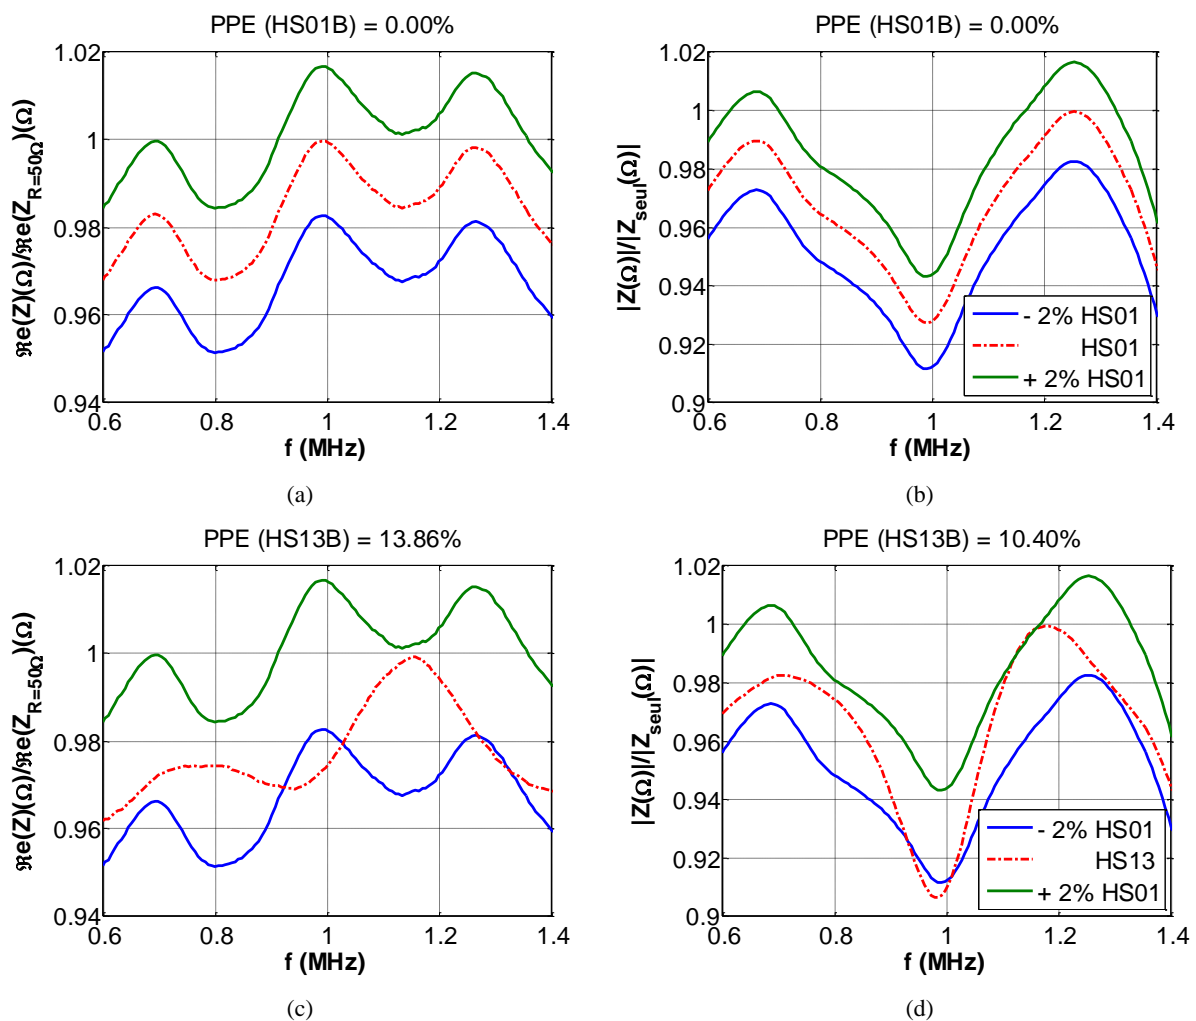 PPE (HS01B) = 0.00%
ℜe(Z)(Ω)/ℜe(Z_{R=50Ω})(Ω)
1.02
1
0.98
0.96
0.94
0.6
0.8
1
1.2
1.4
f (MHz)
(a)
PPE (HS01B) = 0.00%
|Z(Ω)|/|Z_{seul}(Ω)|
1.02
1
0.98
0.96
0.94
0.92
0.9
0.6
0.8
1
1.2
1.4
f (MHz)
- 2% HS01
HS01
+ 2% HS01
(b)
PPE (HS13B) = 13.86%
ℜe(Z)(Ω)/ℜe(Z_{R=50Ω})(Ω)
1.02
1
0.98
0.96
0.94
0.6
0.8
1
1.2
1.4
f (MHz)
(c)
PPE (HS13B) = 10.40%
|Z(Ω)|/|Z_{seul}(Ω)|
1.02
1
0.98
0.96
0.94
0.92
0.9
0.6
0.8
1
1.2
1.4
f (MHz)
- 2% HS01
HS13
+ 2% HS01
(d)